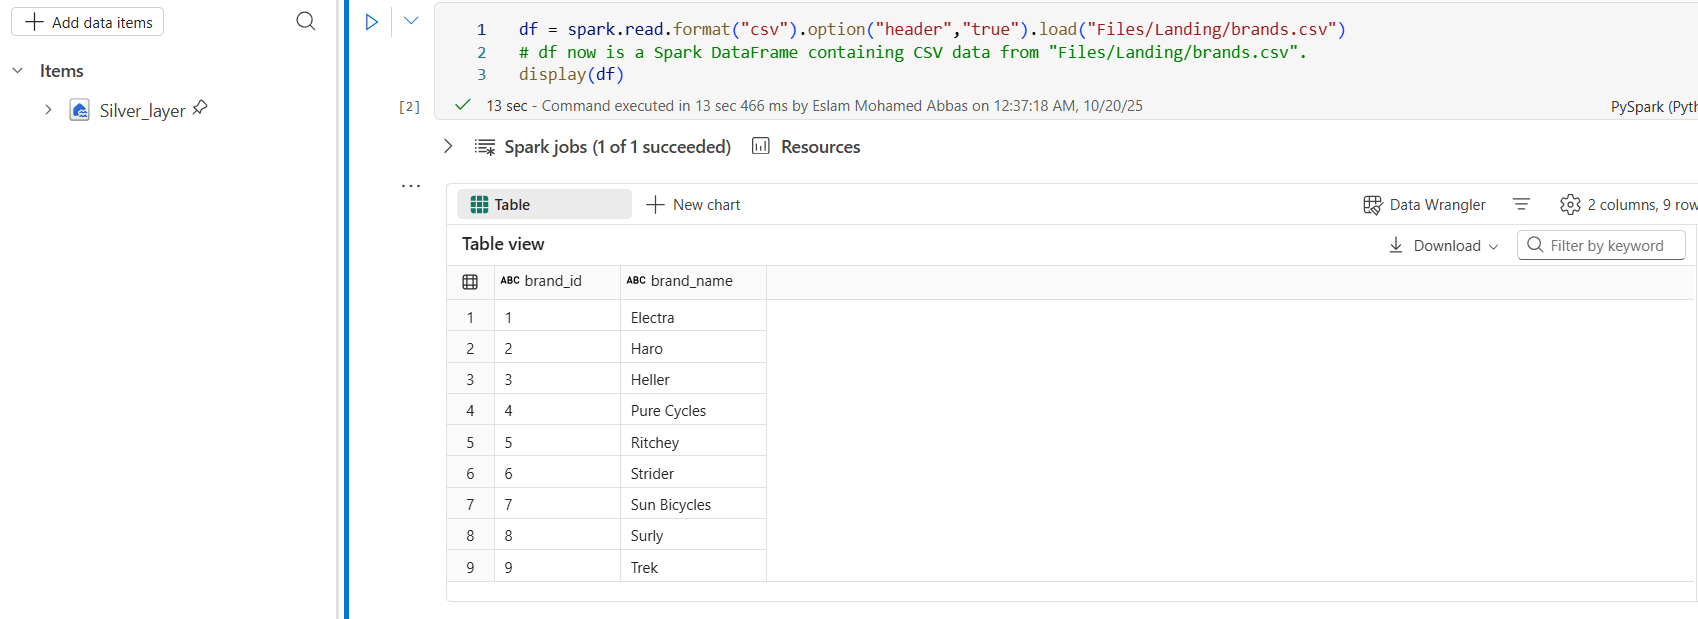 Add data items
Items
Silver_layer
1 df = spark.read.format("csv").option("header","true").load("Files/Landing/brands.csv")
2 # df now is a Spark DataFrame containing CSV data from "Files/Landing/brands.csv".
3 display(df)
[2] 13 sec - Command executed in 13 sec 466 ms by Eslam Mohamed Abbas on 12:37:18 AM, 10/20/25
PySpark (Pyth
Spark jobs (1 of 1 succeeded) Resources
Table New chart Data Wrangler 2 columns, 9 row
Table view Download Filter by keyword
ABC brand_id ABC brand_name
1 1 Electra
2 2 Haro
3 3 Heller
4 4 Pure Cycles
5 5 Ritchey
6 6 Strider
7 7 Sun Bicycles
8 8 Surly
9 9 Trek